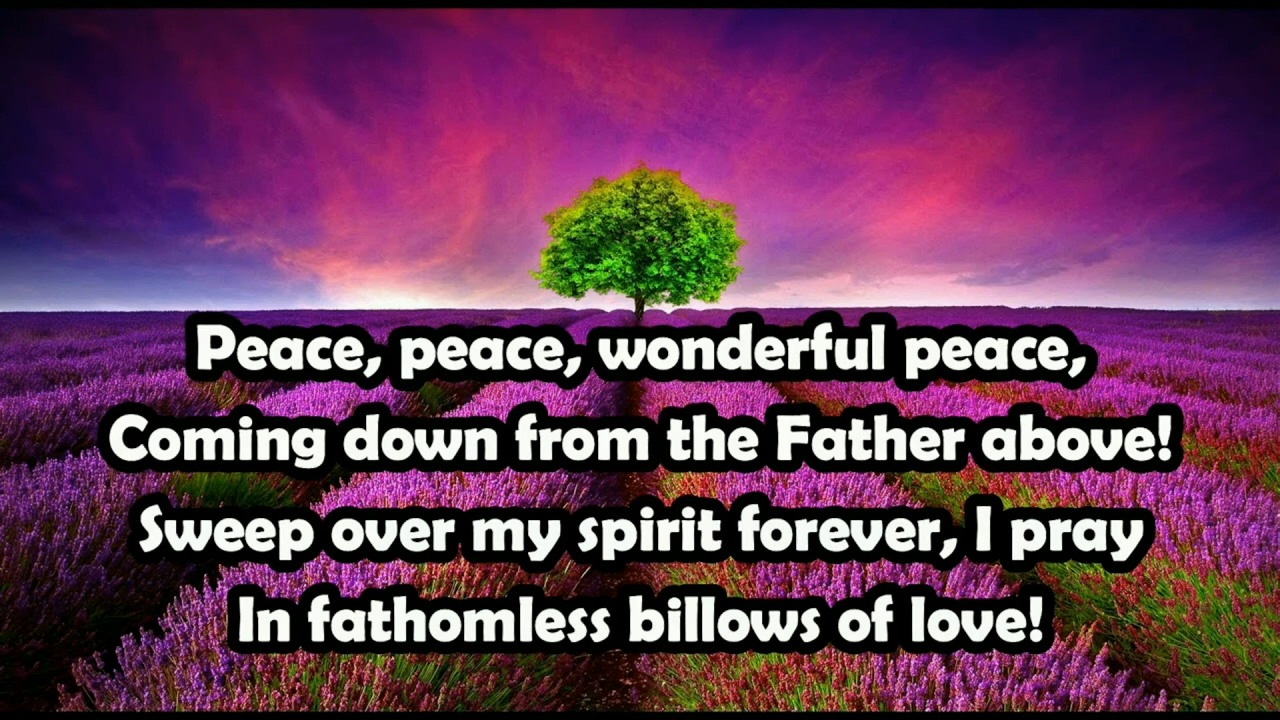 Peace, peace, wonderful peace,
Coming down from the Father above!
Sweep over my spirit forever, I pray
In fathomless billows of love!